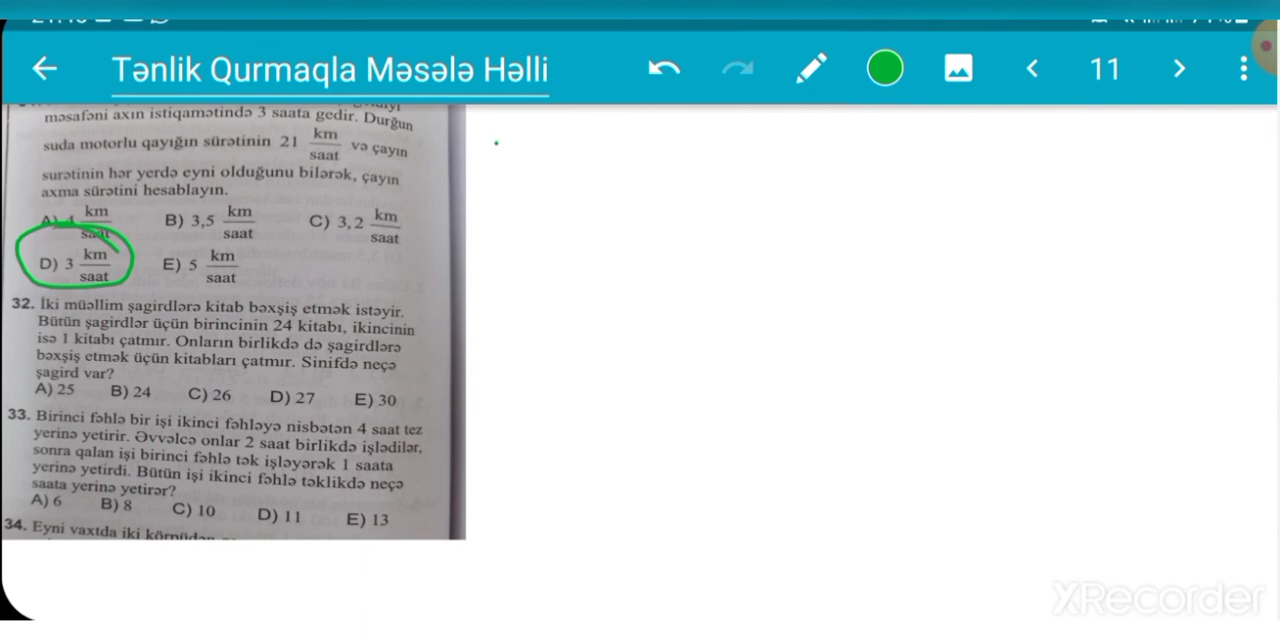 Tənlik Qurmaqla Məsələ Həlli
11
məsafəni axın istiqamətində 3 saata gedir. Durğun
suda motorlu qayığın sürətinin 21 km/saat və çayın
surətinin hər yerdə eyni olduğunu bilərək, çayın
axma sürətini hesablayın.
A) 4 km/saat B) 3,5 km/saat C) 3,2 km/saat
D) 3 km/saat E) 5 km/saat
32. İki müəllim şagirdlərə kitab bəxşiş etmək istəyir.
Bütün şagirdlər üçün birincinin 24 kitabı, ikincinin
isə 1 kitabı çatmır. Onların birlikdə də şagirdlərə
bəxşiş etmək üçün kitabları çatmır. Sinifdə neçə
şagird var?
A) 25 B) 24 C) 26 D) 27 E) 30
33. Birinci fəhlə bir işi ikinci fəhləyə nisbətən 4 saat tez
yerinə yetirir. Əvvəlcə onlar 2 saat birlikdə işlədilər,
sonra qalan işi birinci fəhlə tək işləyərək 1 saata
yerinə yetirdi. Bütün işi ikinci fəhlə təklikdə neçə
saata yerinə yetirər?
A) 6 B) 8 C) 10 D) 11 E) 13
34. Eyni vaxtda iki
XRecorder